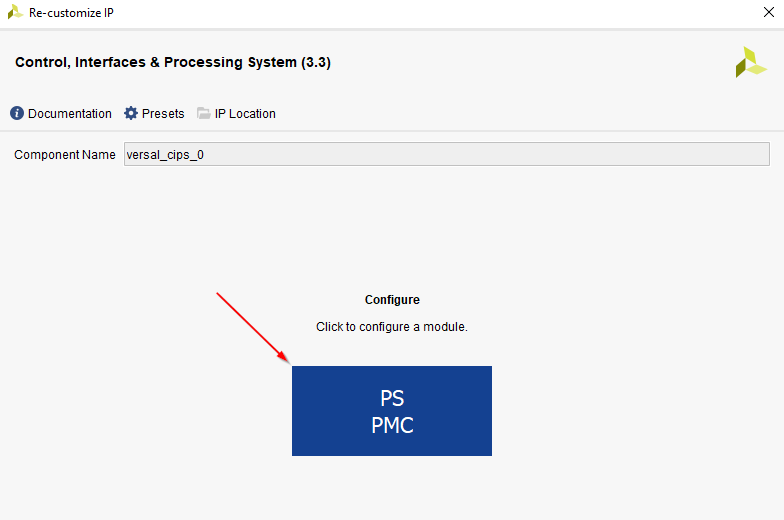 Re-customize IP
Control, Interfaces & Processing System (3.3)
Documentation Presets IP Location
Component Name versal_cips_0
Configure
Click to configure a module.
PS
PMC